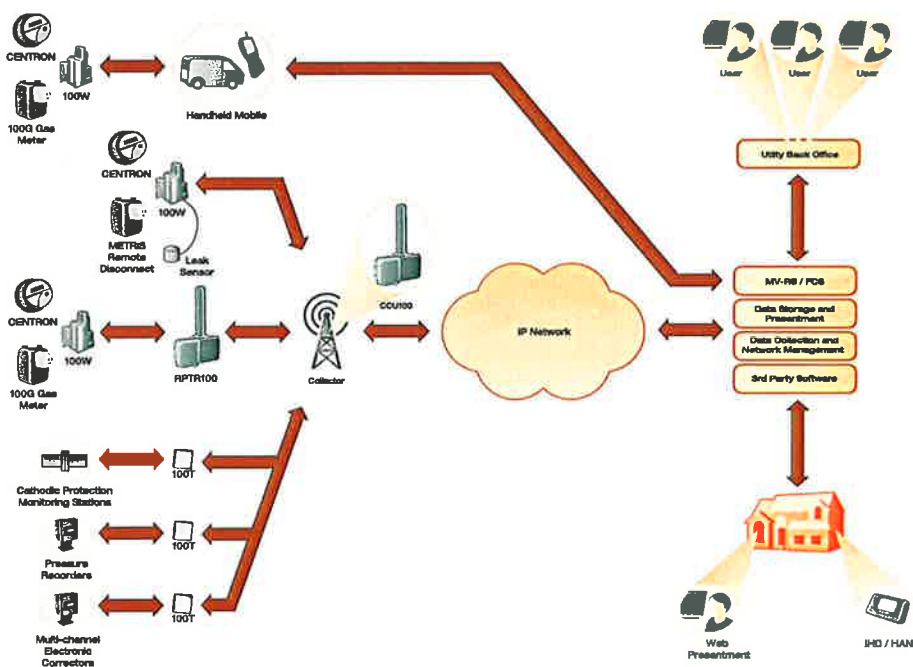 CENTRON
100W
100G Gas
Meter
Handheld Mobile
User
User
User
Utility Back Office
CENTRON
100W
METRIS
Remote
Disconnect
Leak
Sensor
CCU100
MV-RS / FCS
Data Storage and
Presentment
Data Collection and
Network Management
3rd Party Software
IP Network
CENTRON
100W
100G Gas
Meter
RPTR100
Collector
100T
Cathodic Protection
Monitoring Stations
100T
Pressure
Recorders
100T
Multi-channel
Electronic
Correctors
Web
Presentment
IHD / HAN